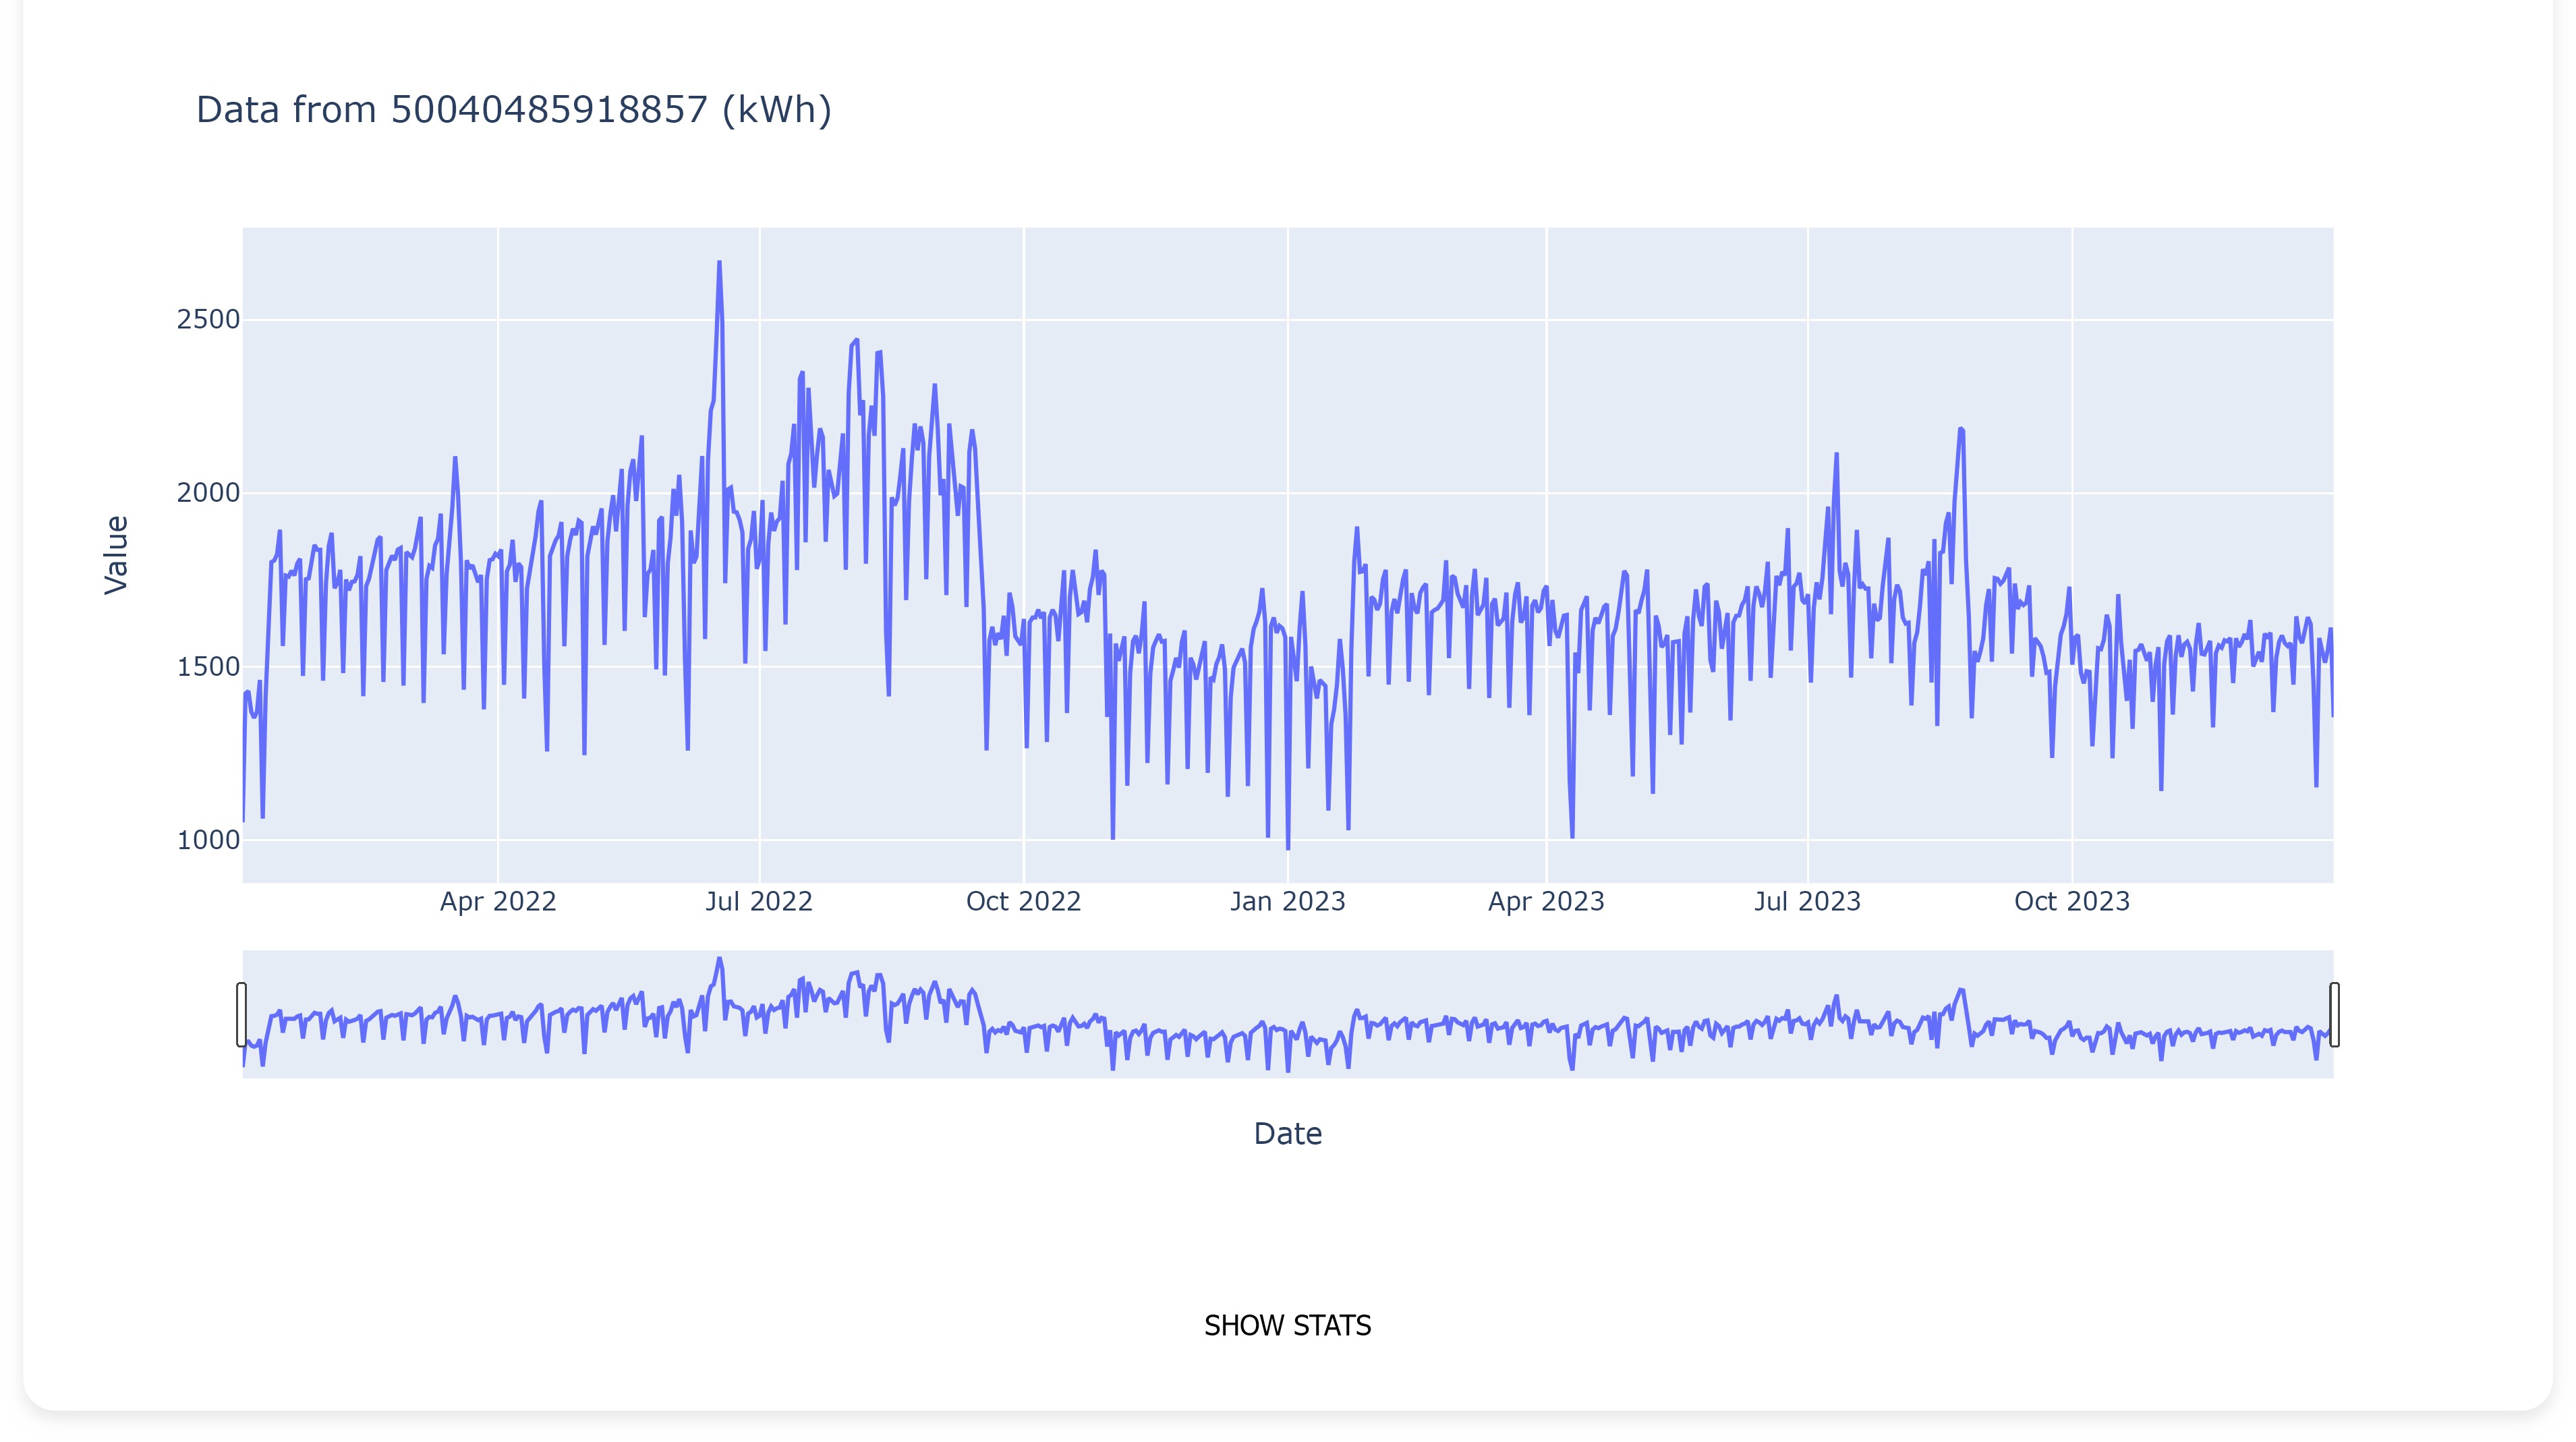 Data from 50040485918857 (kWh)
2500
2000
1500
1000
Value
Apr 2022
Jul 2022
Oct 2022
Jan 2023
Apr 2023
Jul 2023
Oct 2023
Date
SHOW STATS